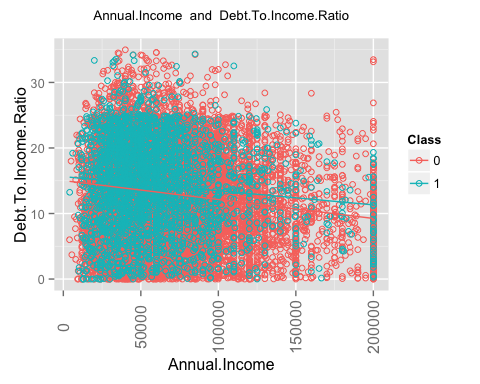 Annual.Income and Debt.To.Income.Ratio
Debt.To.Income.Ratio
30
20
10
0
0
50000
100000
150000
200000
Annual.Income
Class
0
1